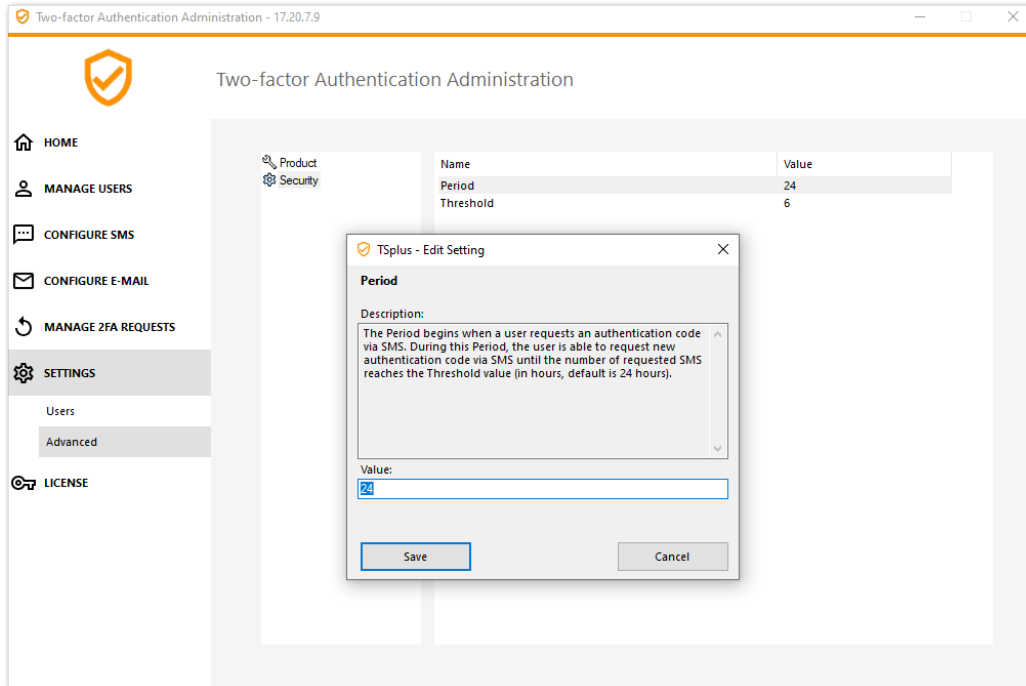 Two-factor Authentication Administration - 17.20.7.9
Two-factor Authentication Administration
HOME
MANAGE USERS
CONFIGURE SMS
CONFIGURE E-MAIL
MANAGE 2FA REQUESTS
SETTINGS
Users
Advanced
LICENSE
Product
Security
Name Value
Period 24
Threshold 6
TSplus - Edit Setting
Period
Description:
The Period begins when a user requests an authentication code
via SMS. During this Period, the user is able to request new
authentication code via SMS until the number of requested SMS
reaches the Threshold value (in hours, default is 24 hours).
Value:
24
Save Cancel